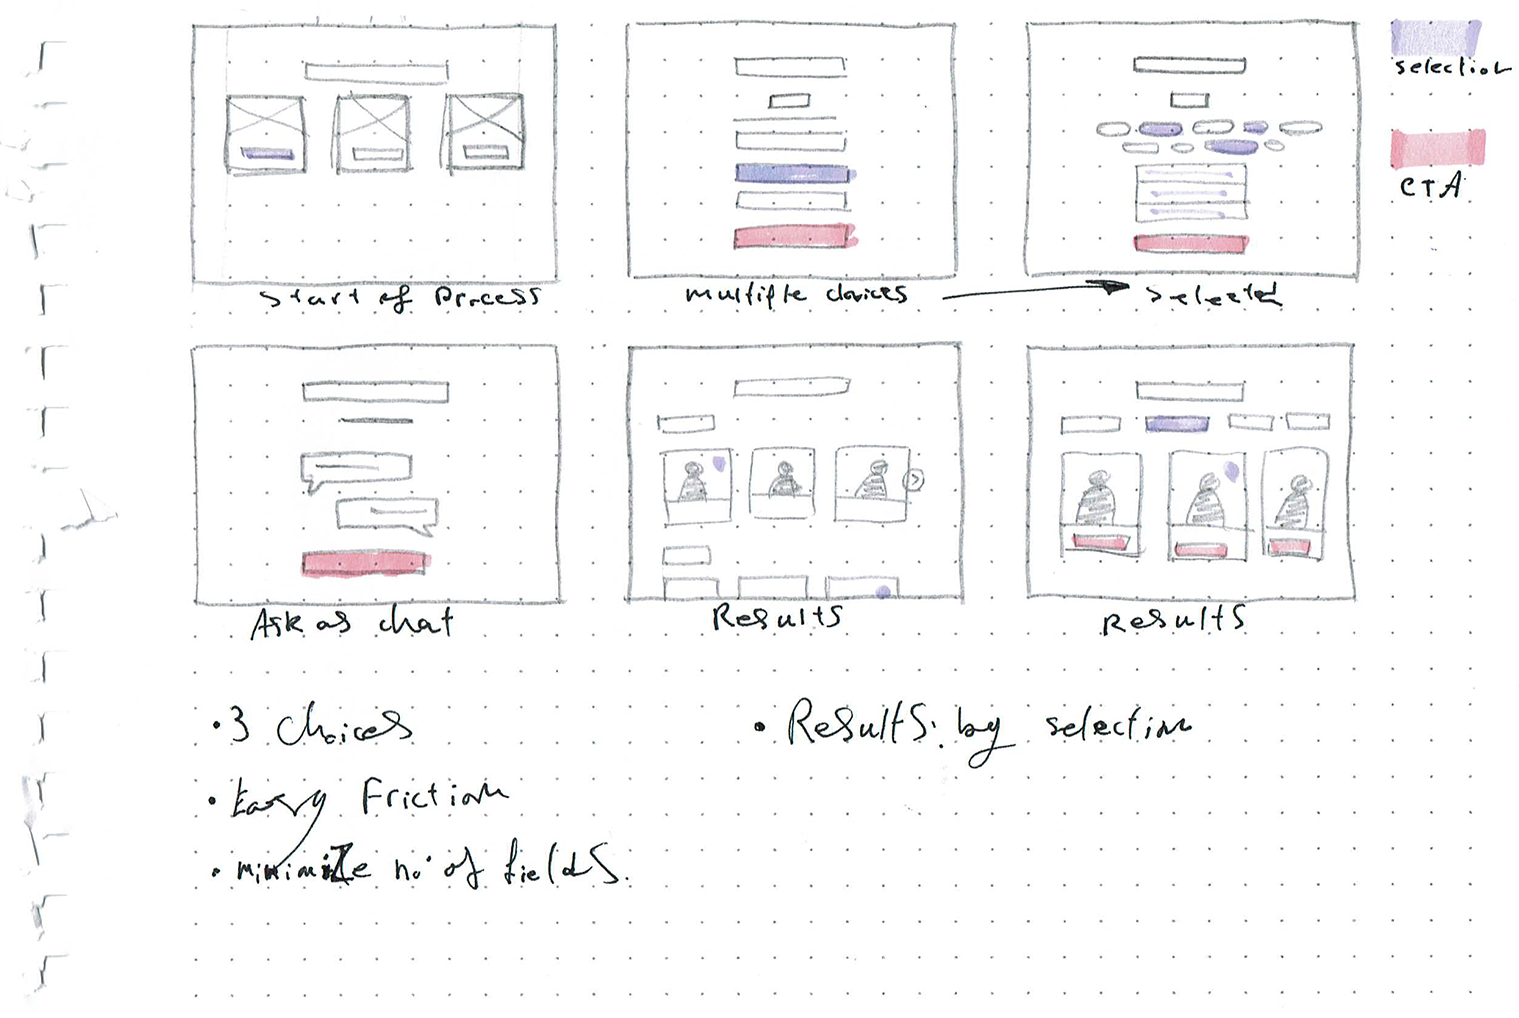 selection
CTA
Start of Process
multiple choices
selected
Ask as chat
Results
Results
• 3 Choices
• Easy Friction
• minimize no. of fields.
• Results. by selection